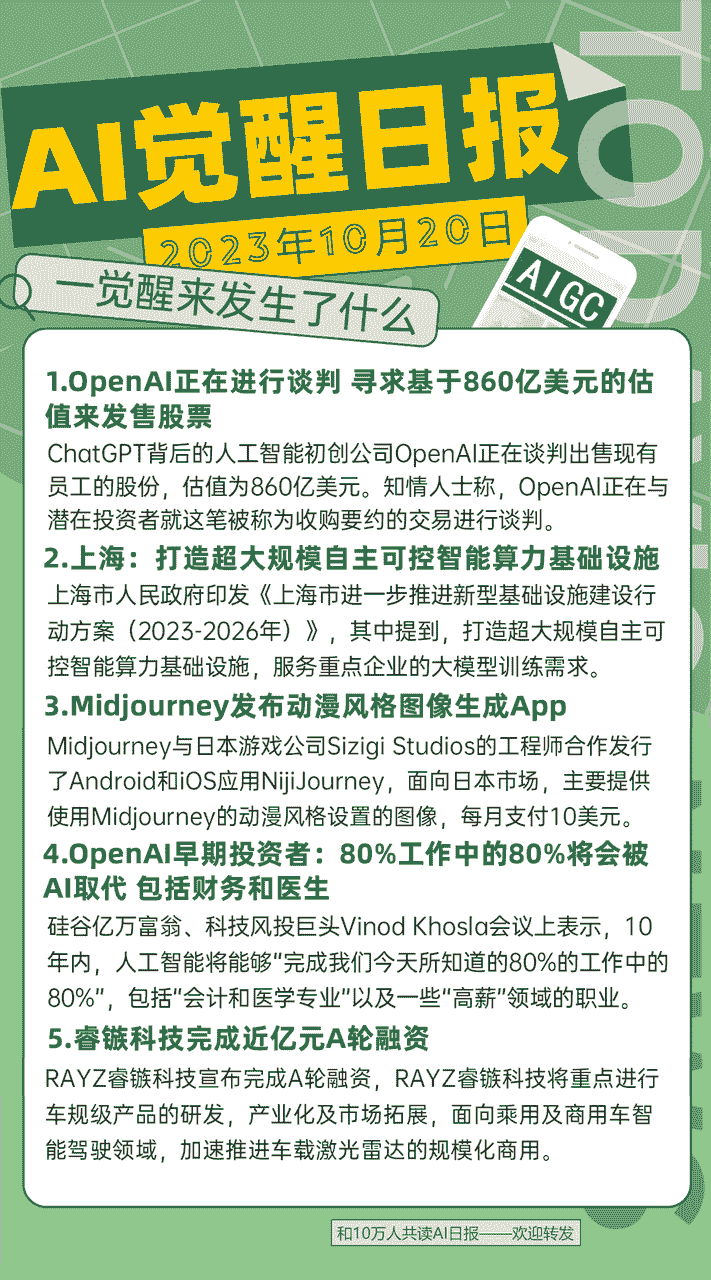 AI觉醒日报
2023年10月20日
一觉醒来发生了什么
AIGC
1.OpenAI正在进行谈判 寻求基于860亿美元的估
值来发售股票
ChatGPT背后的人工智能初创公司OpenAI正在谈判出售现有
员工的股份，估值为860亿美元。知情人士称，OpenAI正在与
潜在投资者就这笔被称为收购要约的交易进行谈判。
2.上海：打造超大规模自主可控智能算力基础设施
上海市人民政府印发《上海市进一步推进新型基础设施建设行
动方案（2023-2026年）》，其中提到，打造超大规模自主可
控智能算力基础设施，服务重点企业的大模型训练需求。
3.Midjourney发布动漫风格图像生成App
Midjourney与日本游戏公司Sizigi Studios的工程师合作发行
了Android和iOS应用NijiJourney，面向日本市场，主要提供
使用Midjourney的动漫风格设置的图像，每月支付10美元。
4.OpenAI早期投资者：80%工作中的80%将会被
AI取代 包括财务和医生
硅谷亿万富翁、科技风投巨头Vinod Khosla会议上表示，10
年内，人工智能将能够“完成我们今天所知道的80%的工作中的
80%”，包括“会计和医学专业”以及一些“高薪”领域的职业。
5.睿镞科技完成近亿元A轮融资
RAYZ睿镞科技宣布完成A轮融资，RAYZ睿镞科技将重点进行
车规级产品的研发，产业化及市场拓展，面向乘用及商用车智
能驾驶领域，加速推进车载激光雷达的规模化商用。
和10万人共读AI日报——欢迎转发